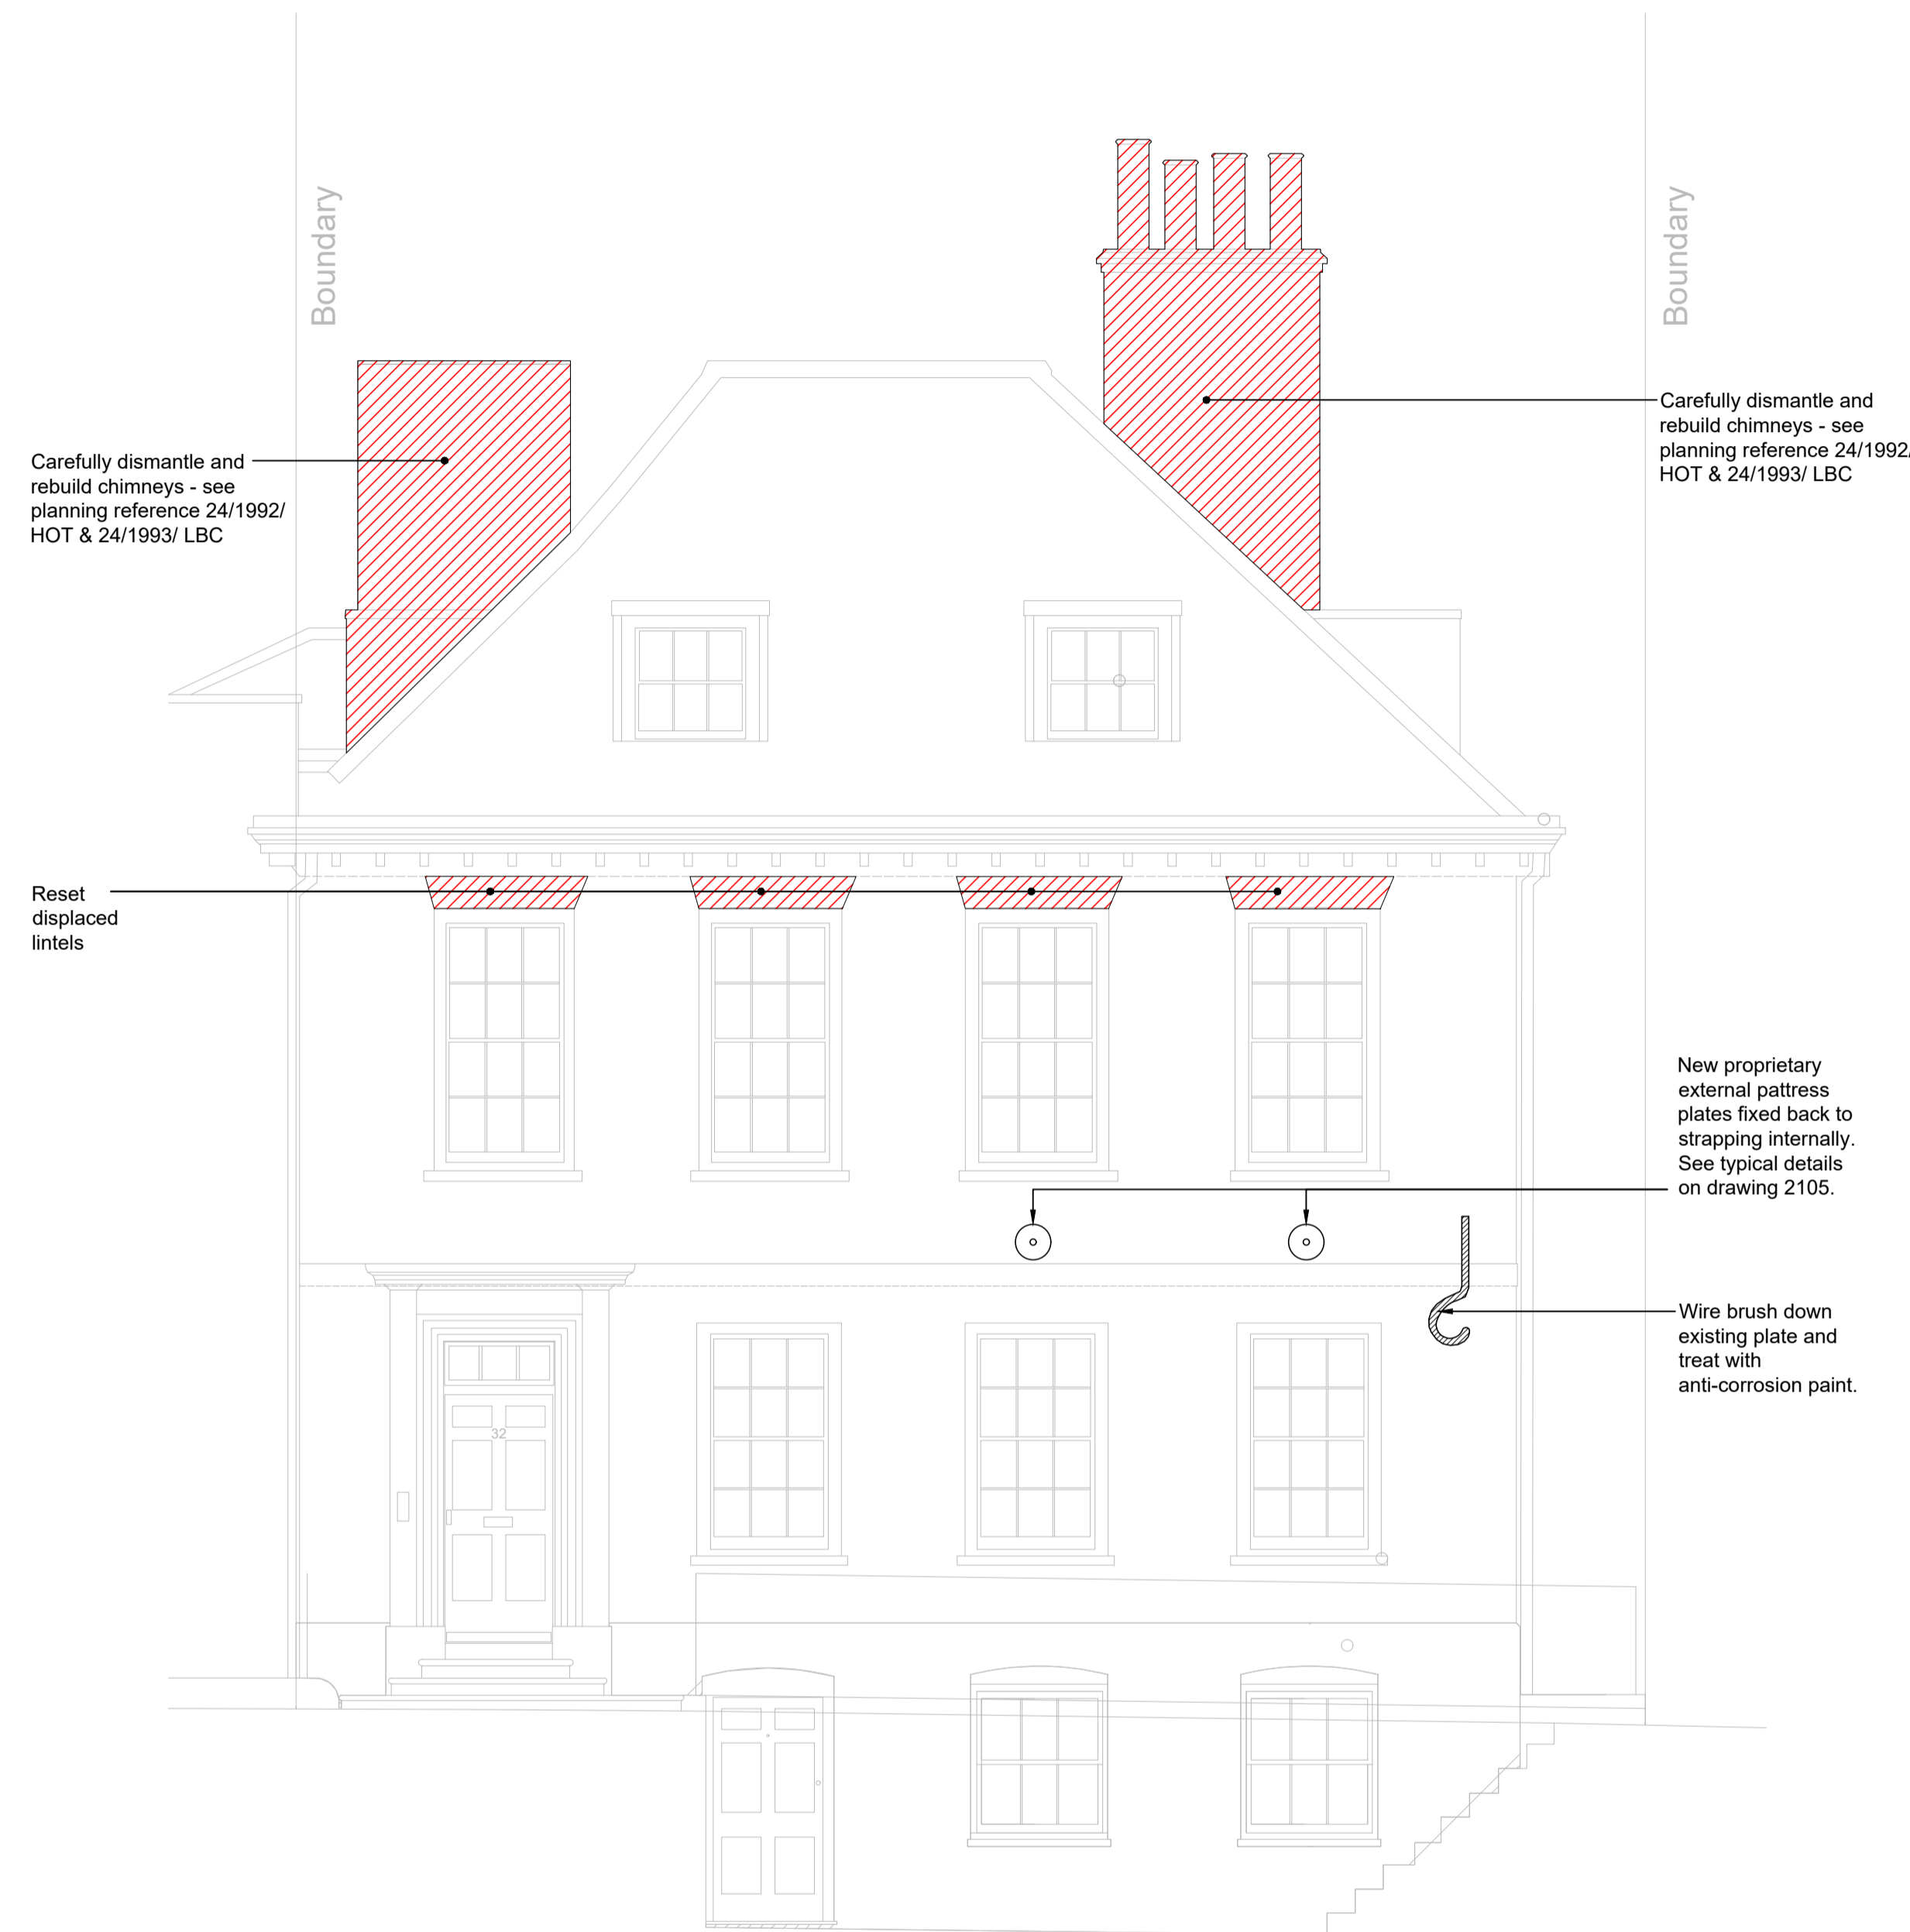 Boundary
Boundary
Carefully dismantle and
rebuild chimneys - see
planning reference 24/1992/
HOT & 24/1993/ LBC
Carefully dismantle and
rebuild chimneys - see
planning reference 24/1992/
HOT & 24/1993/ LBC
Reset
displaced
lintels
New proprietary
external pattress
plates fixed back to
strapping internally.
See typical details
on drawing 2105.
Wire brush down
existing plate and
treat with
anti-corrosion paint.
32